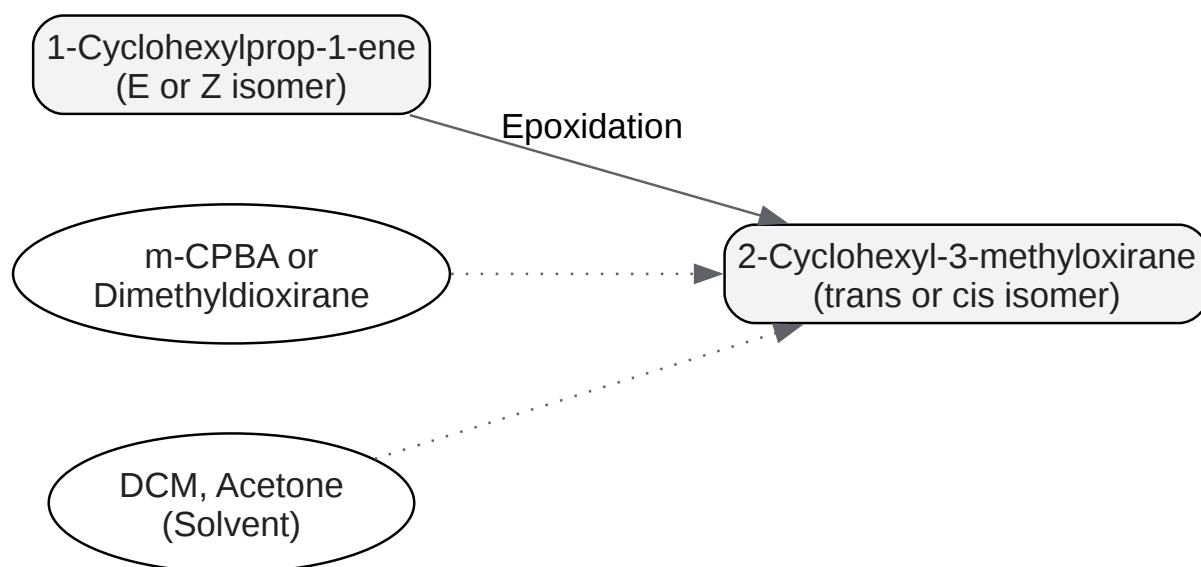 1-Cyclohexylprop-1-ene
(E or Z isomer)
Epoxidation
m-CPBA or
Dimethyldioxirane
2-Cyclohexyl-3-methyloxirane
(trans or cis isomer)
DCM, Acetone
(Solvent)